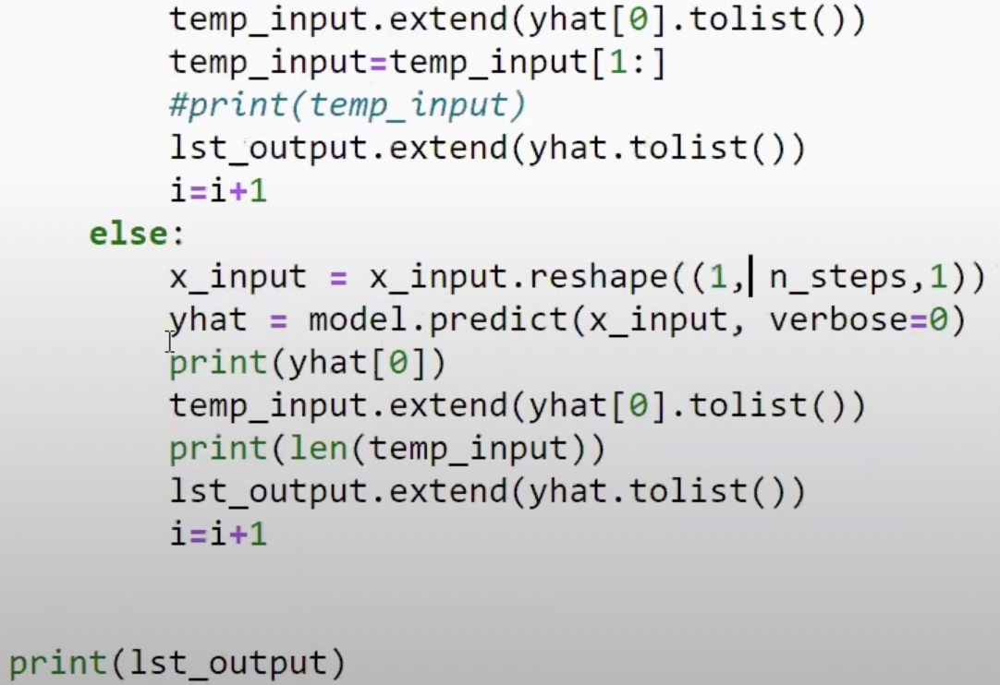 temp_input.extend(yhat[0].tolist())
temp_input=temp_input[1:]
#print(temp_input)
lst_output.extend(yhat.tolist())
i=i+1
else:
x_input = x_input.reshape((1, n_steps,1))
yhat = model.predict(x_input, verbose=0)
print(yhat[0])
temp_input.extend(yhat[0].tolist())
print(len(temp_input))
lst_output.extend(yhat.tolist())
i=i+1
print(lst_output)